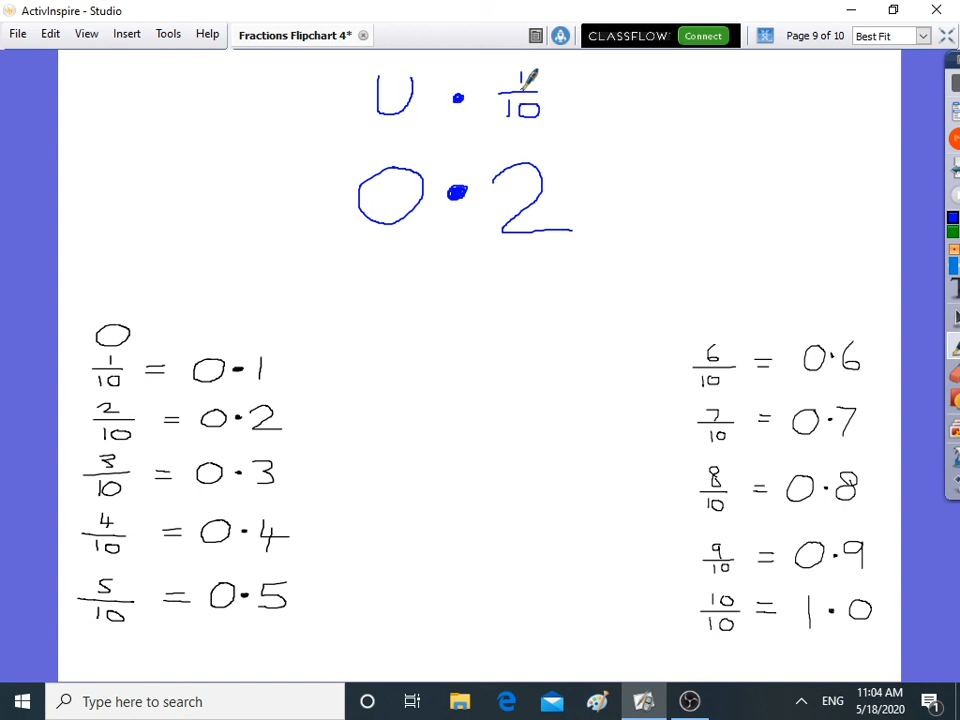 ActivInspire - Studio
File Edit View Insert Tools Help
Fractions Flipchart 4*
CLASSFLOW Connect
Page 9 of 10
Best Fit
U · 1/10
0·2
0
1/10 = 0·1
2/10 = 0·2
3/10 = 0·3
4/10 = 0·4
5/10 = 0·5
6/10 = 0·6
7/10 = 0·7
8/10 = 0·8
9/10 = 0·9
10/10 = 1·0
Type here to search
ENG
11:04 AM
5/18/2020
1